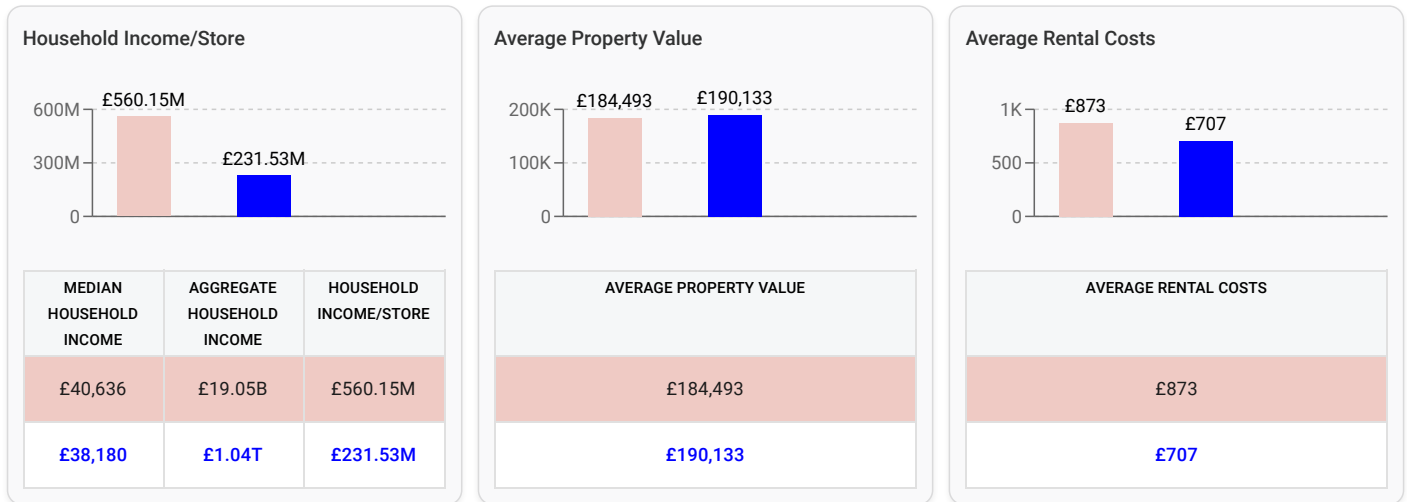 Household Income/Store
600M
300M
0
£560.15M
£231.53M
MEDIAN HOUSEHOLD INCOME
AGGREGATE HOUSEHOLD INCOME
HOUSEHOLD INCOME/STORE
£40,636
£19.05B
£560.15M
£38,180
£1.04T
£231.53M
Average Property Value
200K
100K
0
£184,493
£190,133
AVERAGE PROPERTY VALUE
£184,493
£190,133
Average Rental Costs
1K
500
0
£873
£707
AVERAGE RENTAL COSTS
£873
£707